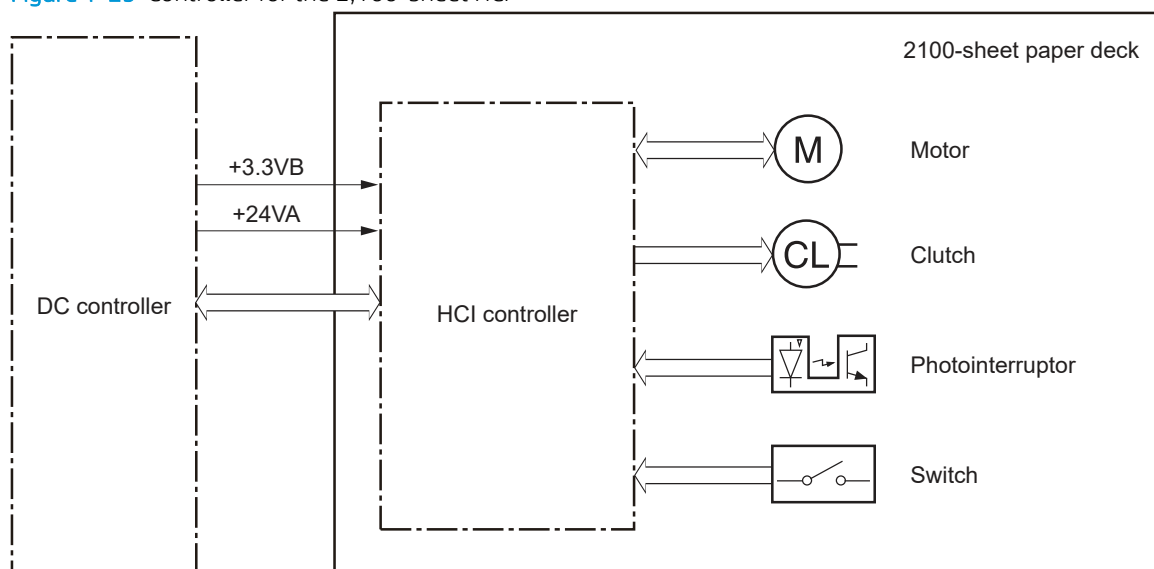 2100-sheet paper deck
+3.3VB
+24VA
DC controller
HCI controller
M
Motor
CL
Clutch
Photointerruptor
Switch